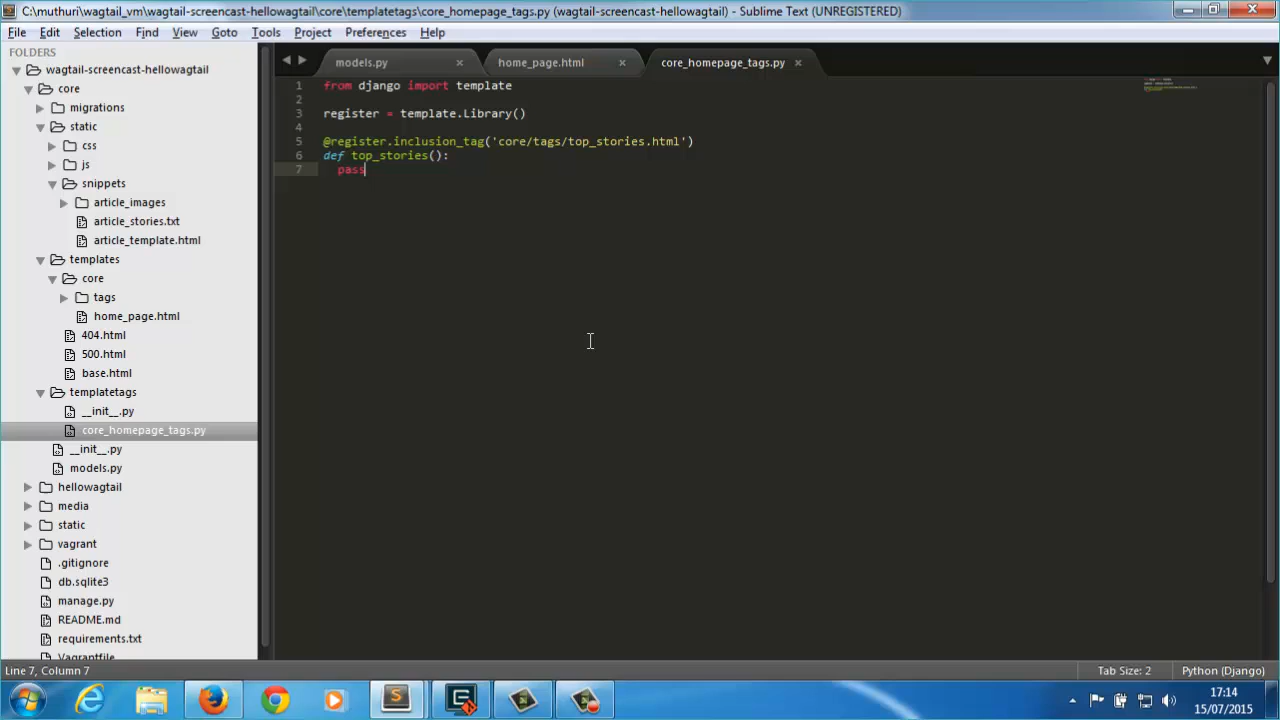 C:\muthuri\wagtail_vm\wagtail-screencast-hellowagtail\core\templatetags\core_homepage_tags.py (wagtail-screencast-hellowagtail) - Sublime Text (UNREGISTERED)
File Edit Selection Find View Goto Tools Project Preferences Help
FOLDERS
wagtail-screencast-hellowagtail
core
migrations
static
css
js
snippets
article_images
article_stories.txt
article_template.html
templates
core
tags
home_page.html
404.html
500.html
base.html
templatetags
__init__.py
core_homepage_tags.py
__init__.py
models.py
hellowagtail
media
static
vagrant
.gitignore
db.sqlite3
manage.py
README.md
requirements.txt
Vagrantfile
models.py × home_page.html × core_homepage_tags.py ×
1 from django import template
2
3 register = template.Library()
4
5 @register.inclusion_tag('core/tags/top_stories.html')
6 def top_stories():
7 pass
Line 7, Column 7 Tab Size: 2 Python (Django)
17:14
15/07/2015